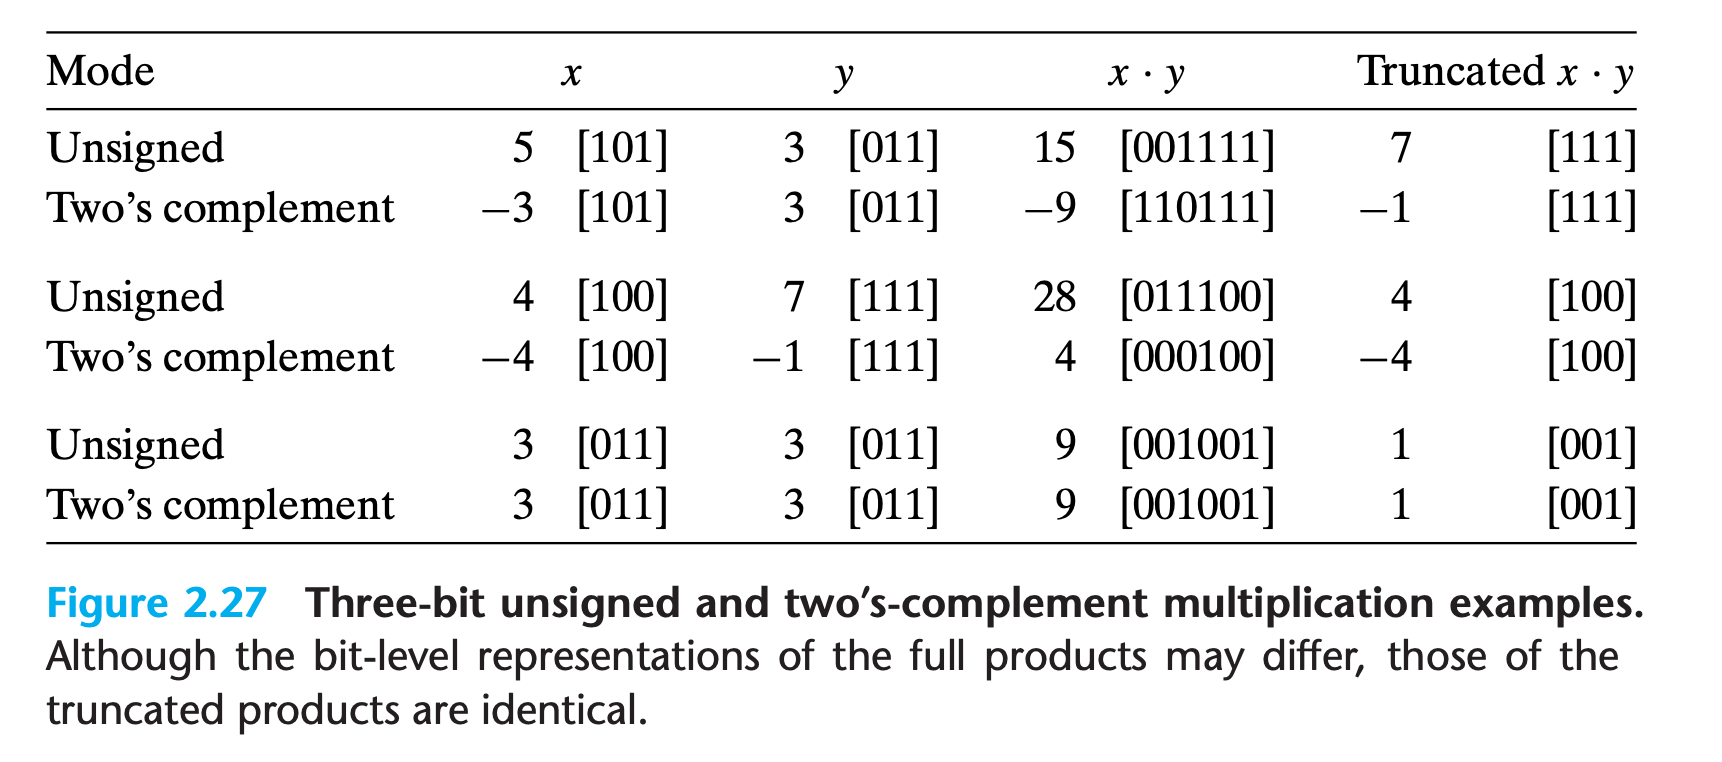 Mode x y x · y Truncated x · y
Unsigned 5 [101] 3 [011] 15 [001111] 7 [111]
Two’s complement −3 [101] 3 [011] −9 [110111] −1 [111]
Unsigned 4 [100] 7 [111] 28 [011100] 4 [100]
Two’s complement −4 [100] −1 [111] 4 [000100] −4 [100]
Unsigned 3 [011] 3 [011] 9 [001001] 1 [001]
Two’s complement 3 [011] 3 [011] 9 [001001] 1 [001]
Figure 2.27 Three-bit unsigned and two’s-complement multiplication examples.
Although the bit-level representations of the full products may differ, those of the
truncated products are identical.